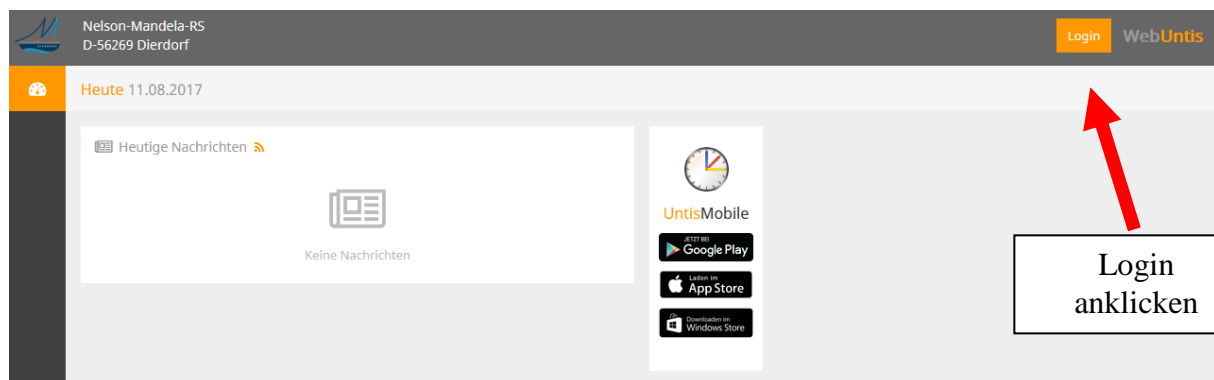 Nelson-Mandela-RS
D-56269 Dierdorf
Login
WebUntis
Heute 11.08.2017
Heutige Nachrichten
Keine Nachrichten
UntisMobile
JETZT BEI
Google Play
Laden im
App Store
Downloaden im
Windows Store
Login
anklicken